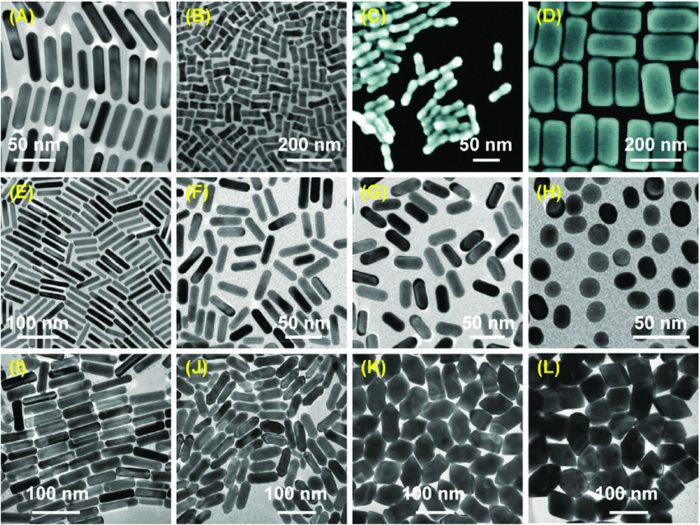 (A) (B) (C) (D)
50 nm 200 nm 50 nm 200 nm
(E) (F) (G) (H)
100 nm 50 nm 50 nm 50 nm
(I) (J) (K) (L)
100 nm 100 nm 100 nm 100 nm